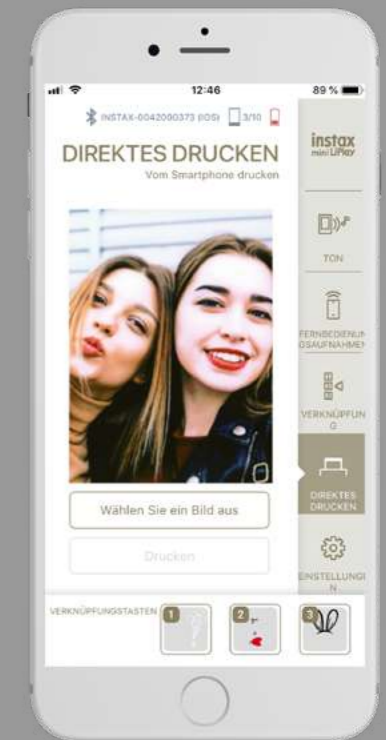 12:46
89 %
INSTAX-0042090373 (IOS)
3/10
DIREKTES DRUCKEN
Vom Smartphone drucken
Wählen Sie ein Bild aus
Drucken
instax
mini LiPlay
TON
FERNBEDIENUN
GSAUFNAHMEN
VERKNÜPFUN
G
DIREKTES
DRUCKEN
EINSTELLUNGE
N
VERKNÜPFUNGSTASTEN
1
2
3